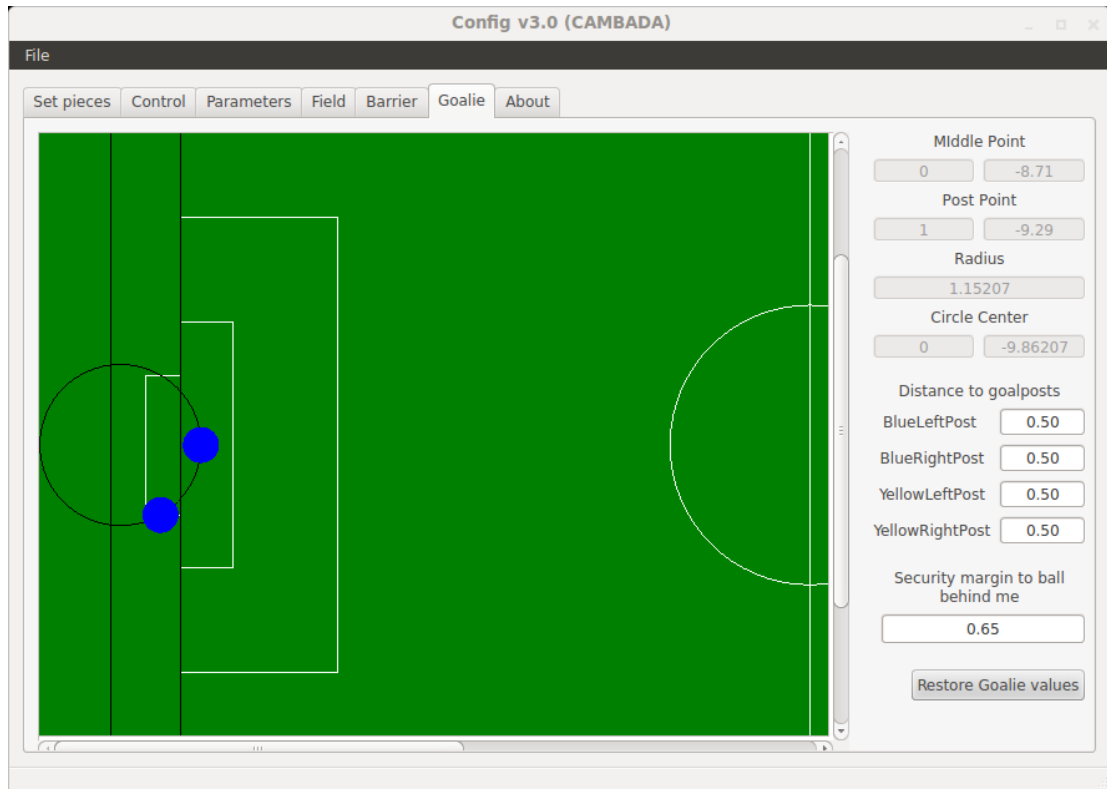 Config v3.0 (CAMBADA)
File
Set pieces Control Parameters Field Barrier Goalie About
MIddle Point
0 -8.71
Post Point
1 -9.29
Radius
1.15207
Circle Center
0 -9.86207
Distance to goalposts
BlueLeftPost 0.50
BlueRightPost 0.50
YellowLeftPost 0.50
YellowRightPost 0.50
Security margin to ball
behind me
0.65
Restore Goalie values